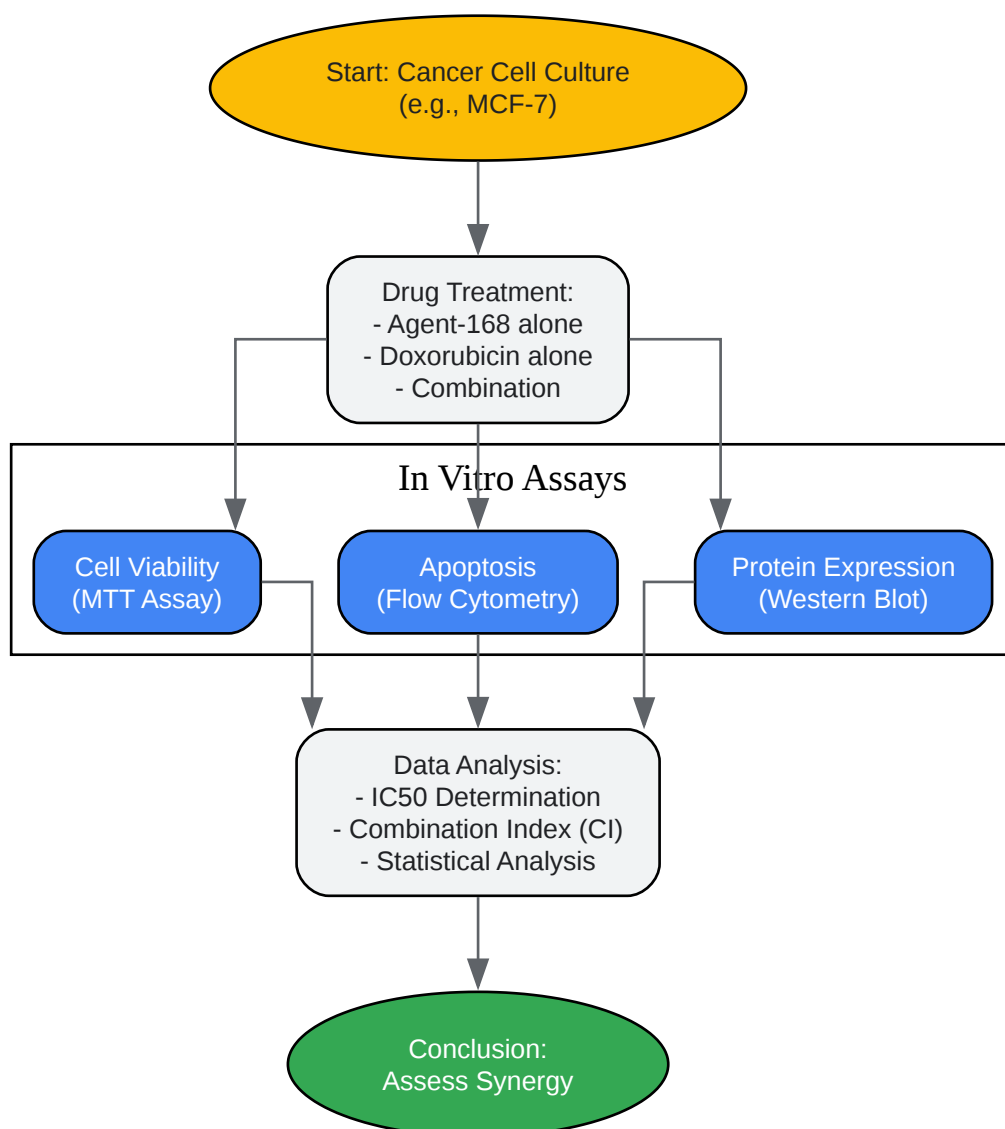 Start: Cancer Cell Culture
(e.g., MCF-7)
Drug Treatment:
- Agent-168 alone
- Doxorubicin alone
- Combination
In Vitro Assays
Cell Viability
(MTT Assay)
Apoptosis
(Flow Cytometry)
Protein Expression
(Western Blot)
Data Analysis:
- IC50 Determination
- Combination Index (CI)
- Statistical Analysis
Conclusion:
Assess Synergy